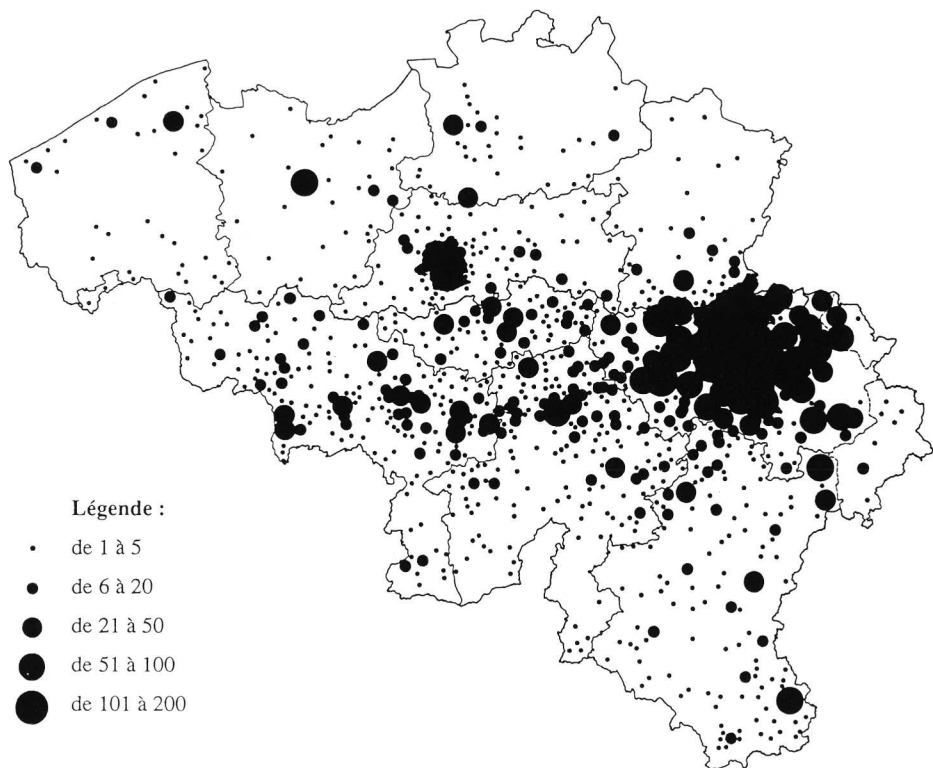 Légende :
de 1 à 5
de 6 à 20
de 21 à 50
de 51 à 100
de 101 à 200